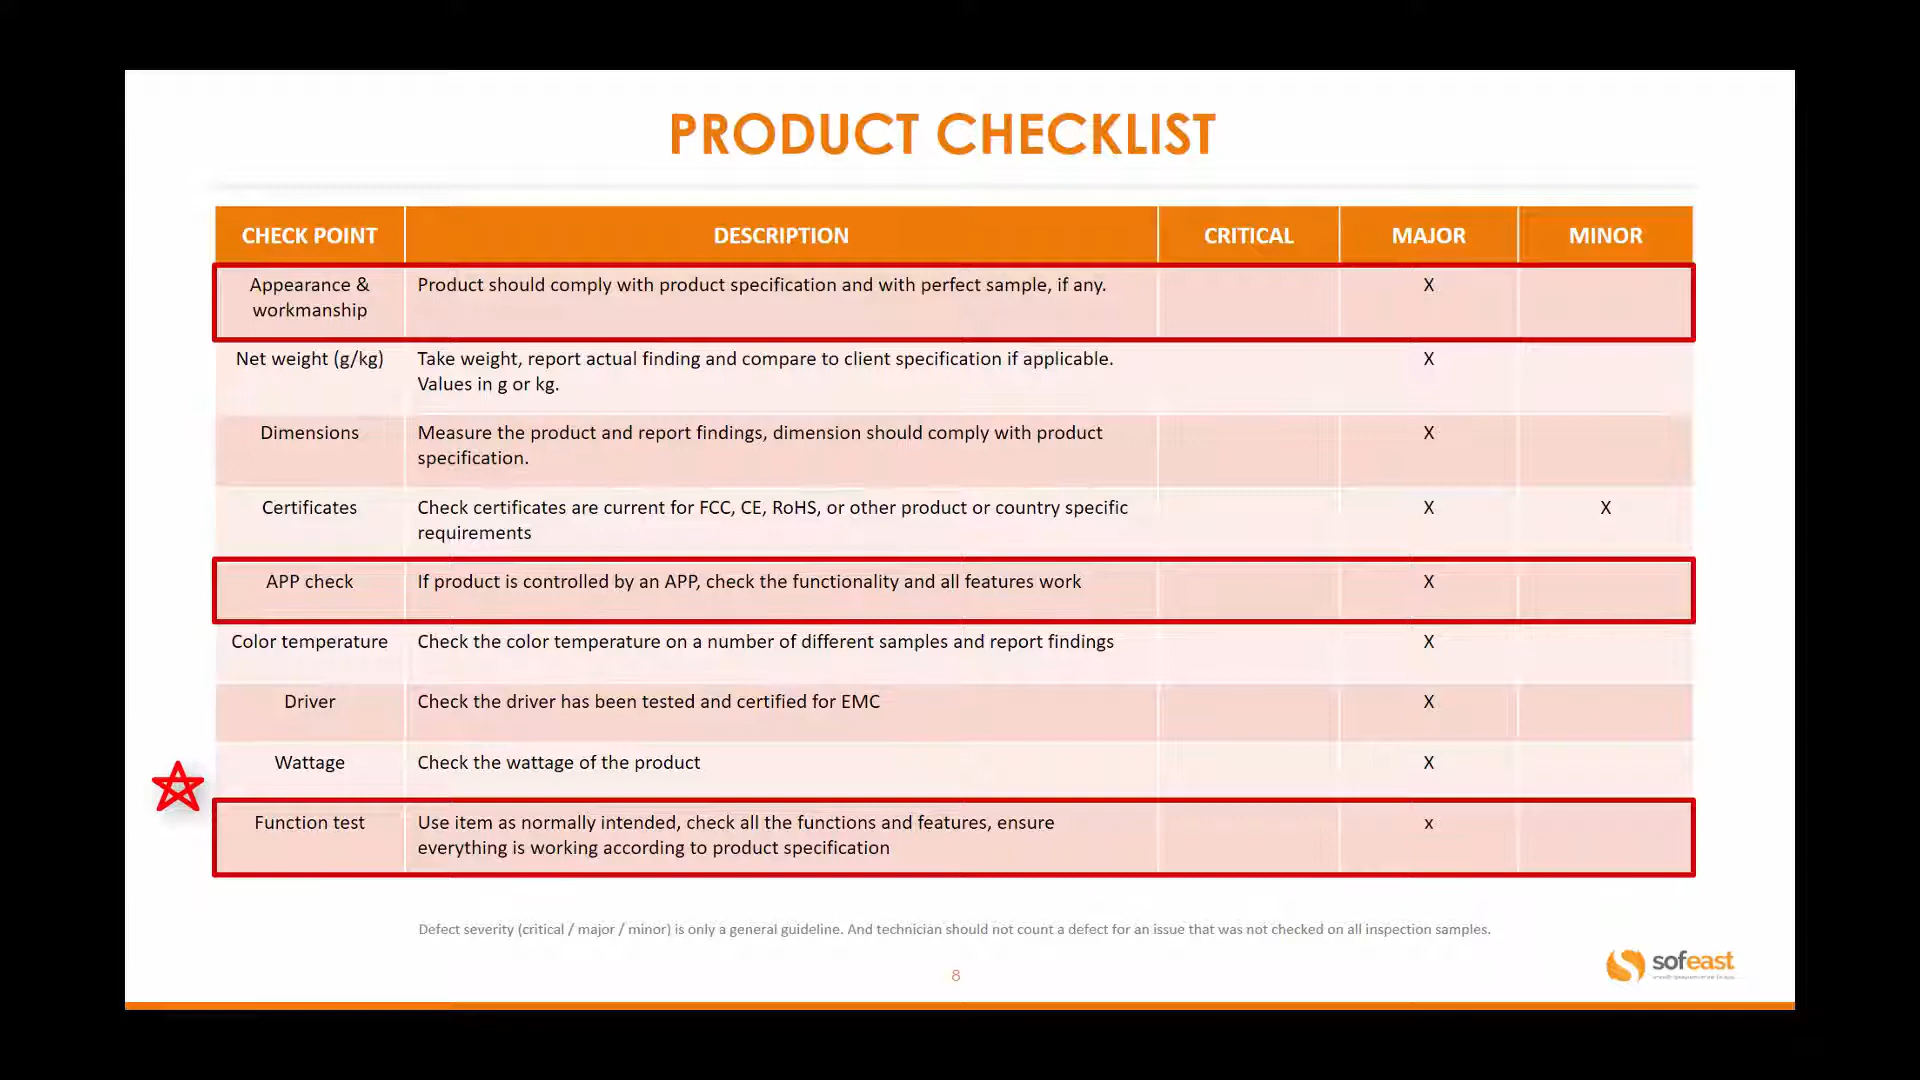 PRODUCT CHECKLIST
CHECK POINT DESCRIPTION CRITICAL MAJOR MINOR
Appearance & Product should comply with product specification and with perfect sample, if any. X
workmanship
Net weight (g/kg) Take weight, report actual finding and compare to client specification if applicable. X
Values in g or kg.
Dimensions Measure the product and report findings, dimension should comply with product X
specification.
Certificates Check certificates are current for FCC, CE, RoHS, or other product or country specific X X
requirements
APP check If product is controlled by an APP, check the functionality and all features work X
Color temperature Check the color temperature on a number of different samples and report findings X
Driver Check the driver has been tested and certified for EMC X
Wattage Check the wattage of the product X
Function test Use item as normally intended, check all the functions and features, ensure x
everything is working according to product specification
Defect severity (critical / major / minor) is only a general guideline. And technician should not count a defect for an issue that was not checked on all inspection samples.
sofeast
8